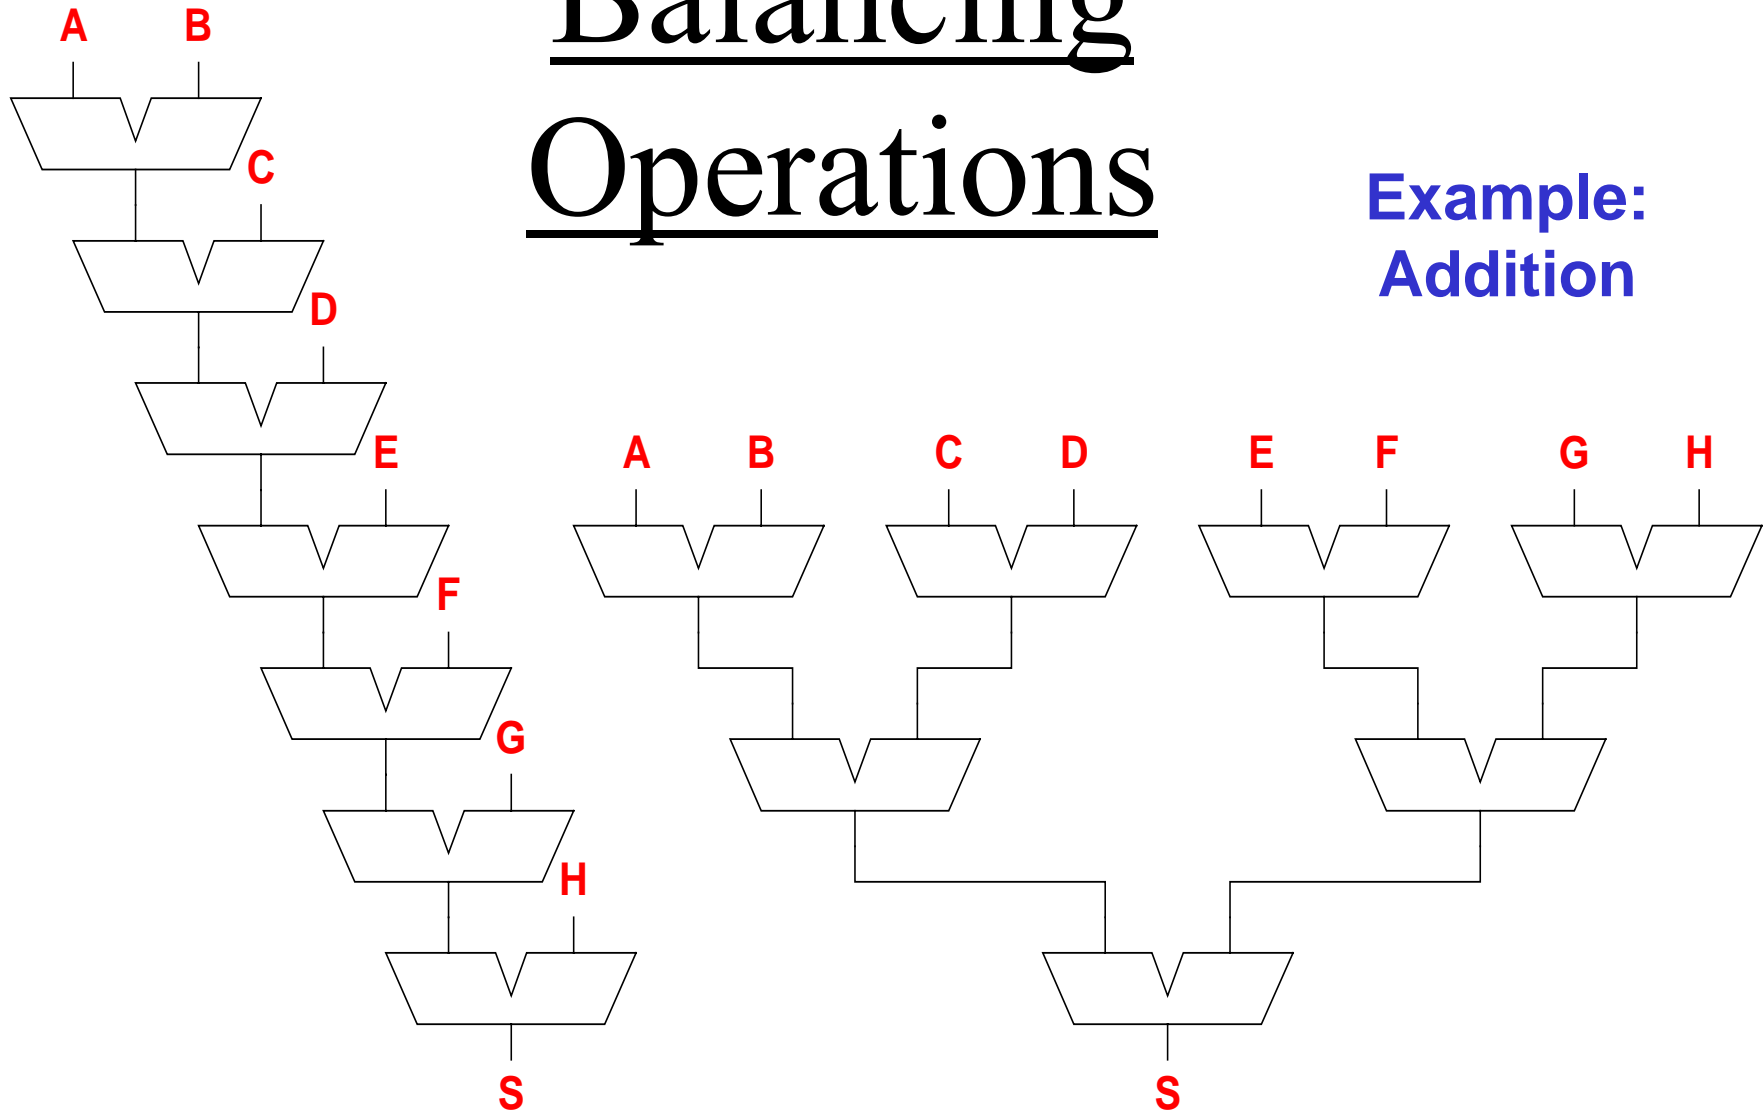 Balancing
Operations
Example:
Addition
A B
C
D
E
F
G
H
S
A B C D E F G H
S